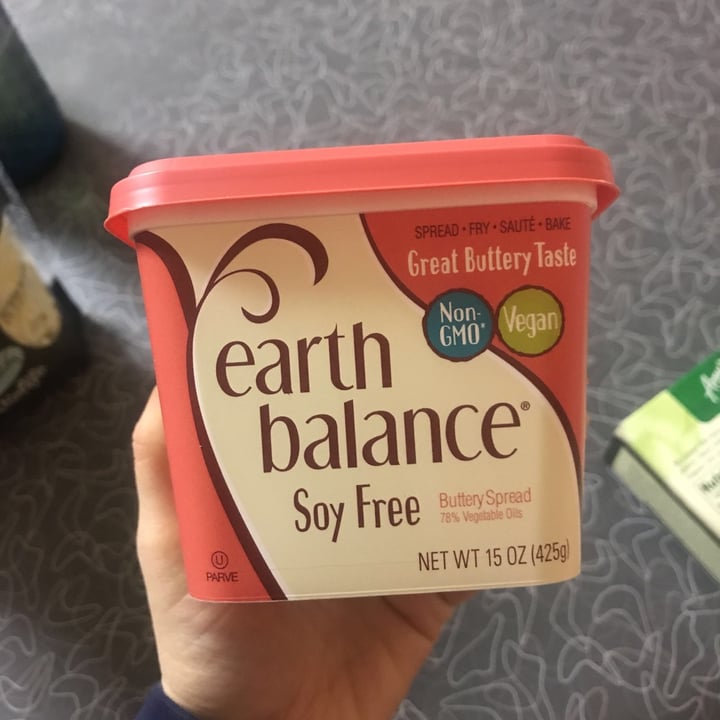 SPREAD • FRY • SAUTÉ • BAKE
Great Buttery Taste
Non-
GMO*
Vegan
earth
balance®
Soy Free
Buttery Spread
78% Vegetable Oils
NET WT 15 OZ (425g)
U
PARVE